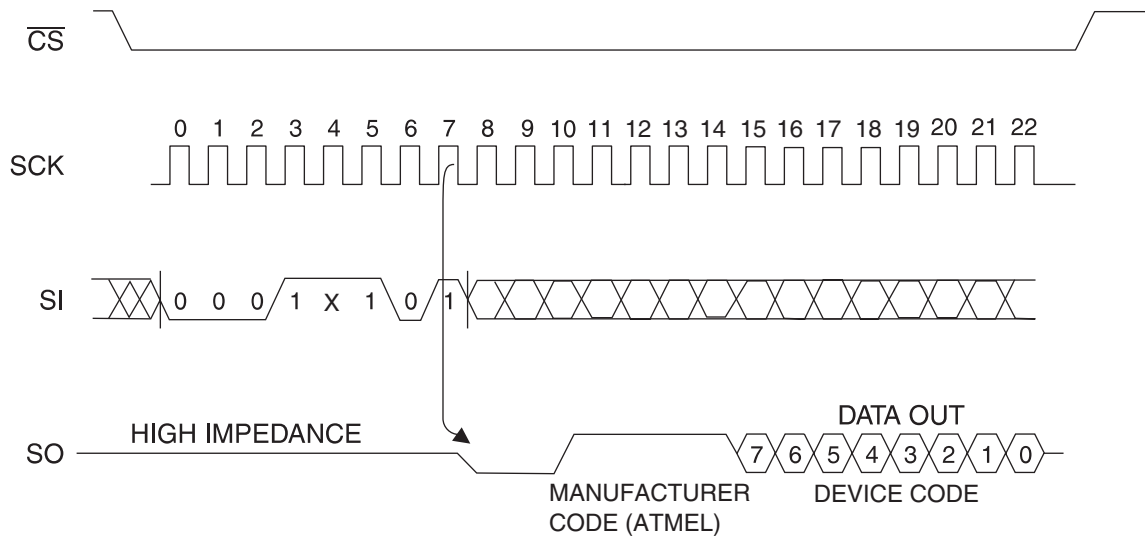 CS
0 1 2 3 4 5 6 7 8 9 10 11 12 13 14 15 16 17 18 19 20 21 22
SCK
SI
0 0 0 1 X 1 0 1
HIGH IMPEDANCE
DATA OUT
SO
7 6 5 4 3 2 1 0
MANUFACTURER
CODE (ATMEL)
DEVICE CODE